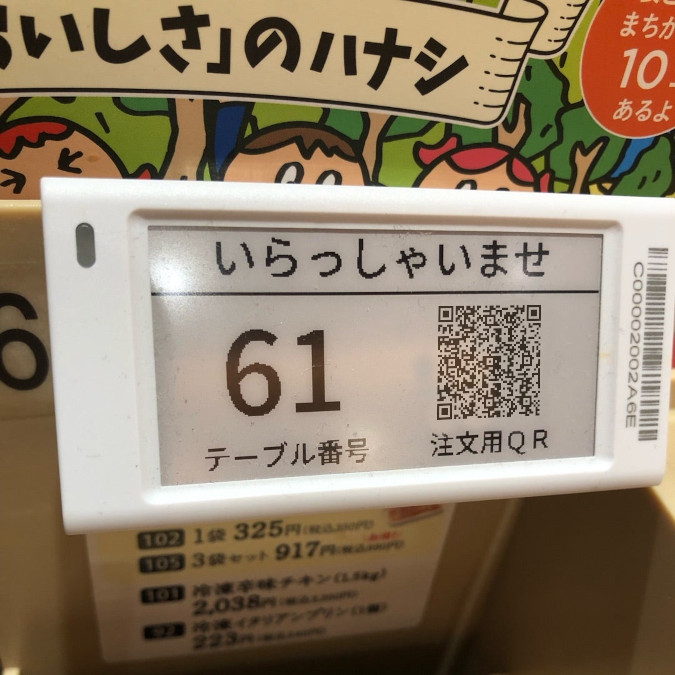 おいしさ」のハナシ
まちが
10
あるよ
6
いらっしゃいませ
61
テーブル番号
注文用QR
C00002002A6E
102 1袋 325円
105 3袋セット 917円
101 冷凍辛味チキン(1.5kg)
2,038円
92 冷凍イタリアンプリン(1個)
223円